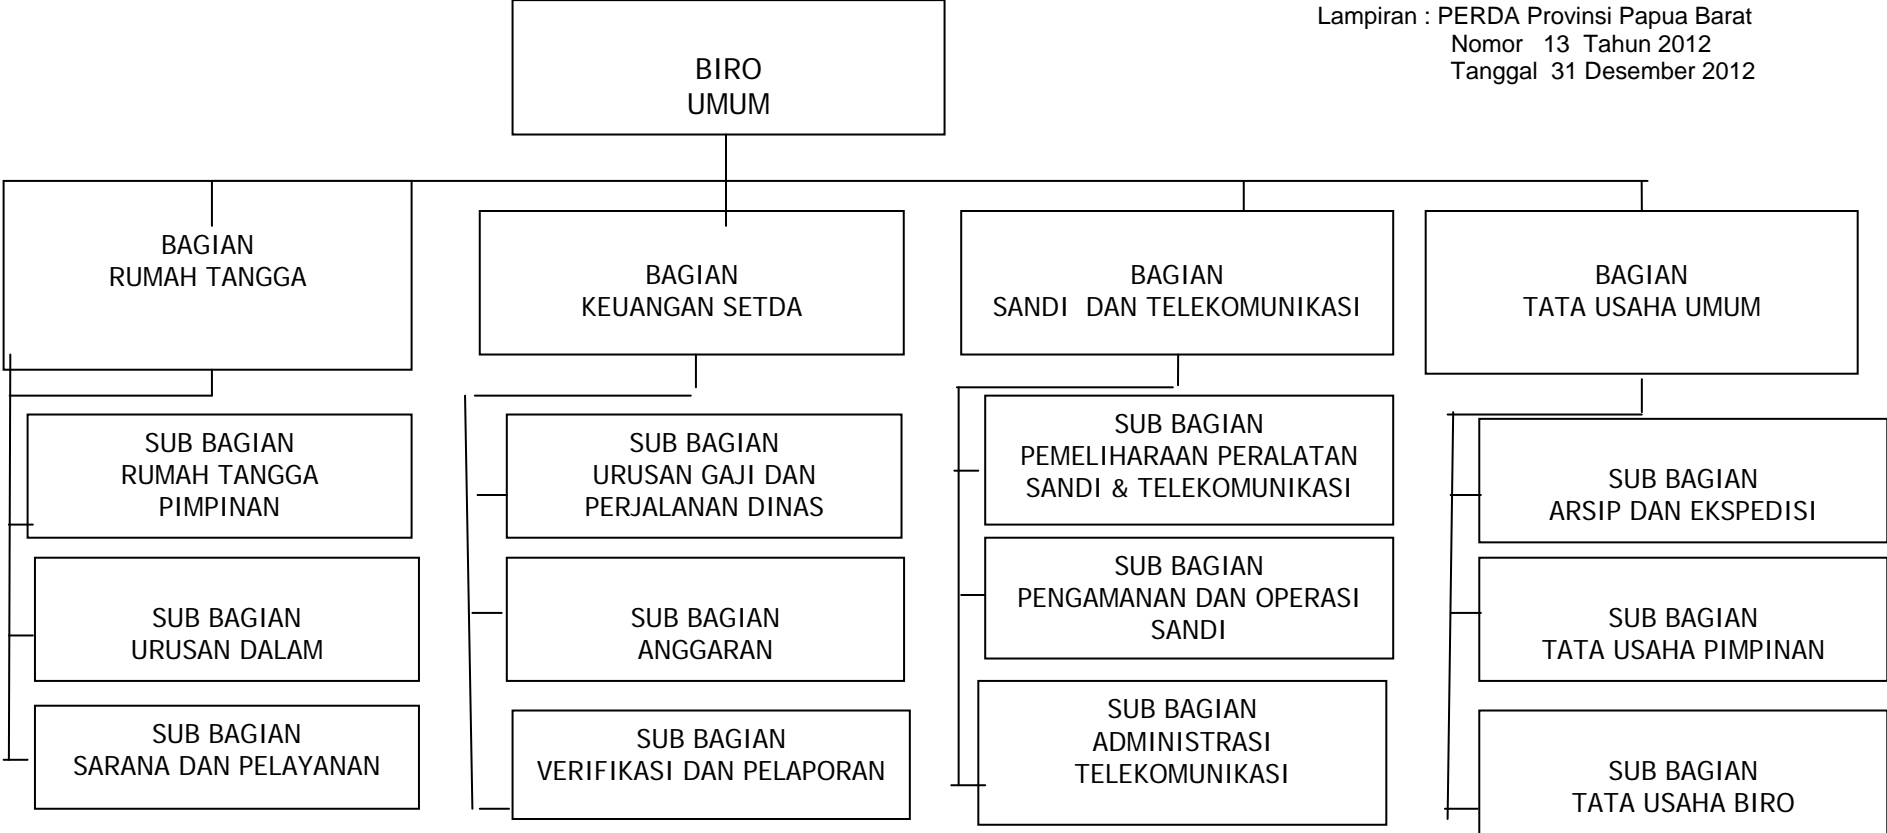 Lampiran : PERDA Provinsi Papua Barat
Nomor 13 Tahun 2012
Tanggal 31 Desember 2012
BIRO
UMUM
BAGIAN
RUMAH TANGGA
BAGIAN
KEUANGAN SETDA
BAGIAN
SANDI DAN TELEKOMUNIKASI
BAGIAN
TATA USAHA UMUM
SUB BAGIAN
RUMAH TANGGA
PIMPINAN
SUB BAGIAN
URUSAN DALAM
SUB BAGIAN
SARANA DAN PELAYANAN
SUB BAGIAN
URUSAN GAJI DAN
PERJALANAN DINAS
SUB BAGIAN
ANGGARAN
SUB BAGIAN
VERIFIKASI DAN PELAPORAN
SUB BAGIAN
PEMELIHARAAN PERALATAN
SANDI & TELEKOMUNIKASI
SUB BAGIAN
PENGAMANAN DAN OPERASI
SANDI
SUB BAGIAN
ADMINISTRASI
TELEKOMUNIKASI
SUB BAGIAN
ARSIP DAN EKSPEDISI
SUB BAGIAN
TATA USAHA PIMPINAN
SUB BAGIAN
TATA USAHA BIRO